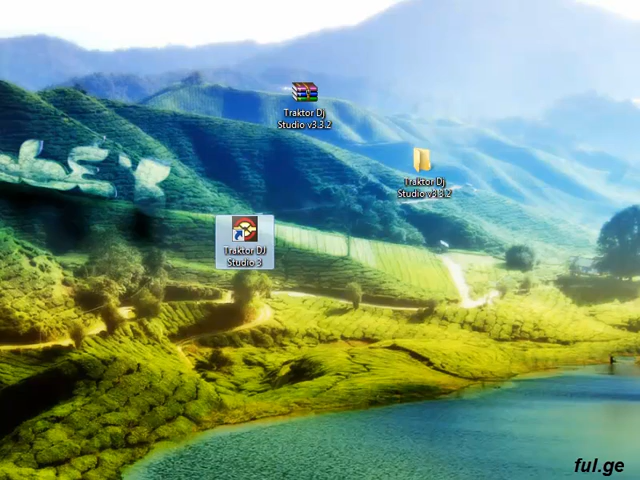 Traktor Dj
Studio v3.3.2
Traktor Dj
Studio v3.3.2
Traktor DJ
Studio 3
ful.ge